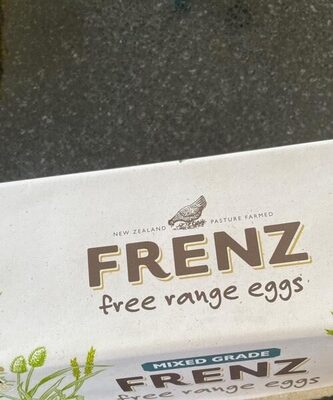 NEW ZEALAND PASTURE FARMED
FRENZ
free range eggs
MIXED GRADE
FRENZ
free range eggs